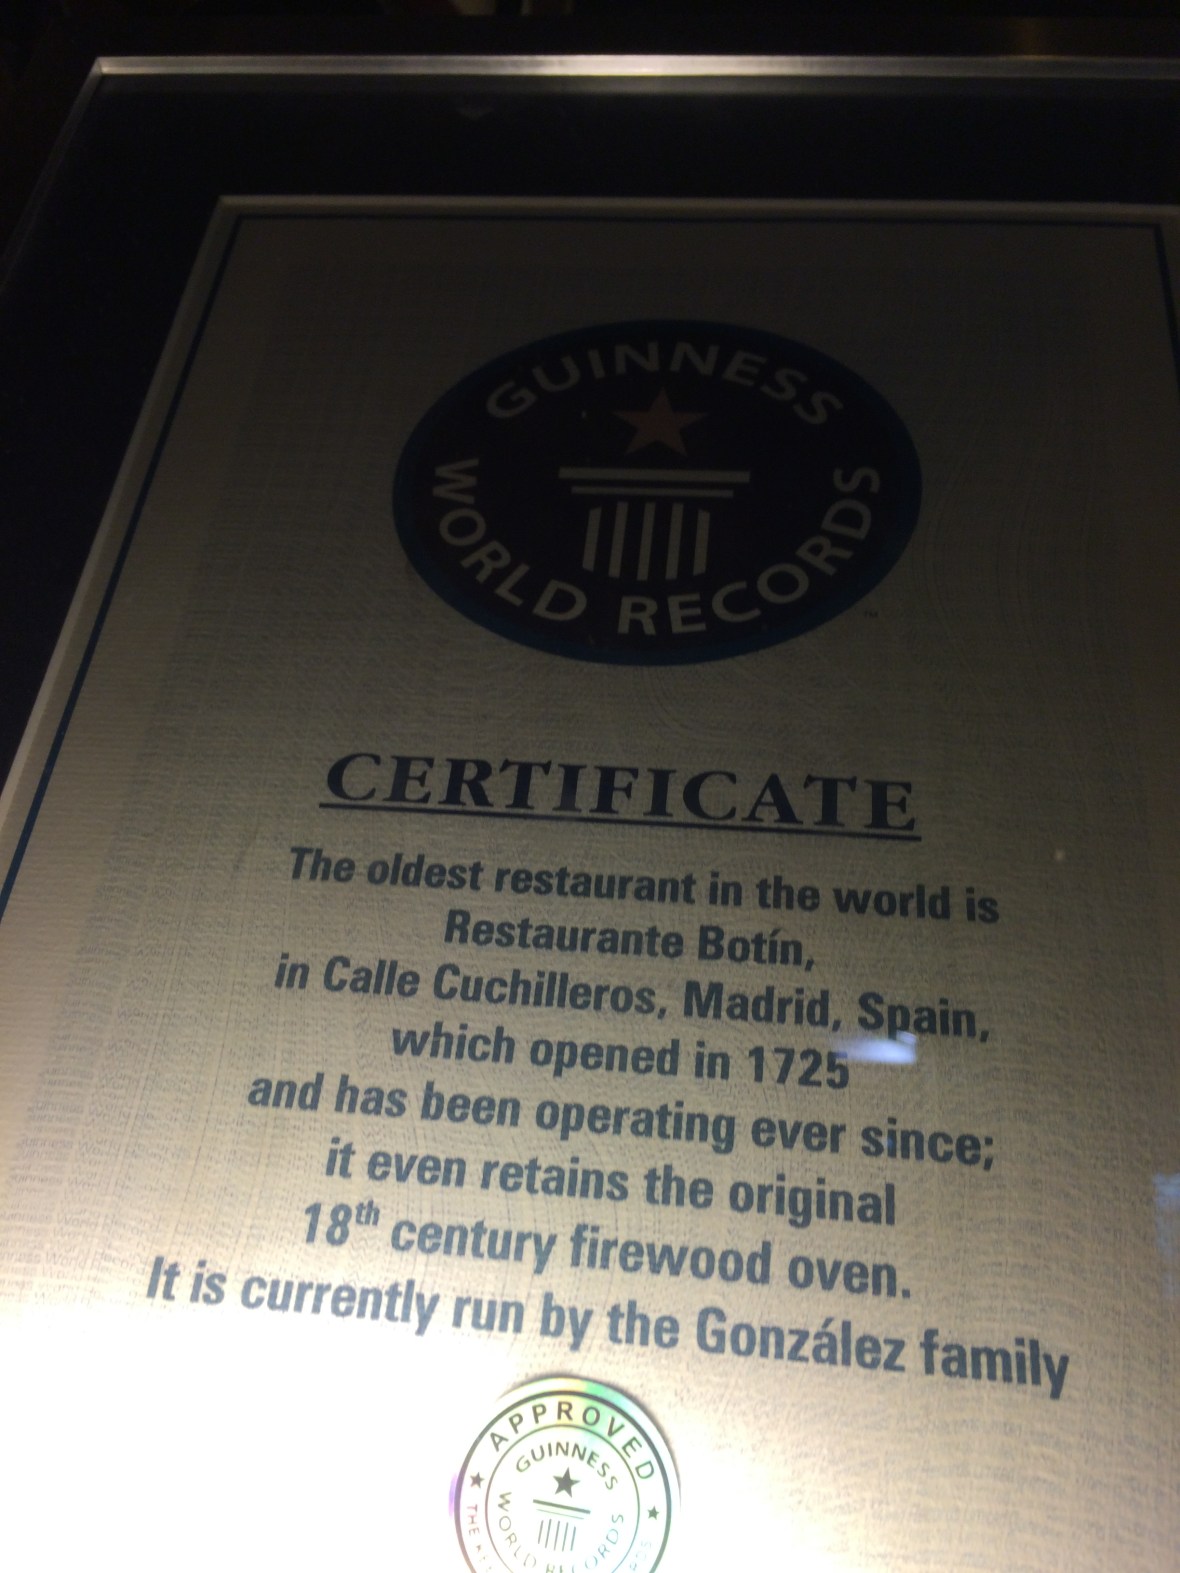 GUINNESS
WORLD RECORDS
™
CERTIFICATE
The oldest restaurant in the world is
Restaurante Botín,
in Calle Cuchilleros, Madrid, Spain,
which opened in 1725
and has been operating ever since;
it even retains the original
18th century firewood oven.
It is currently run by the González family
APPROVED
GUINNESS
WORLD RECORDS
THE